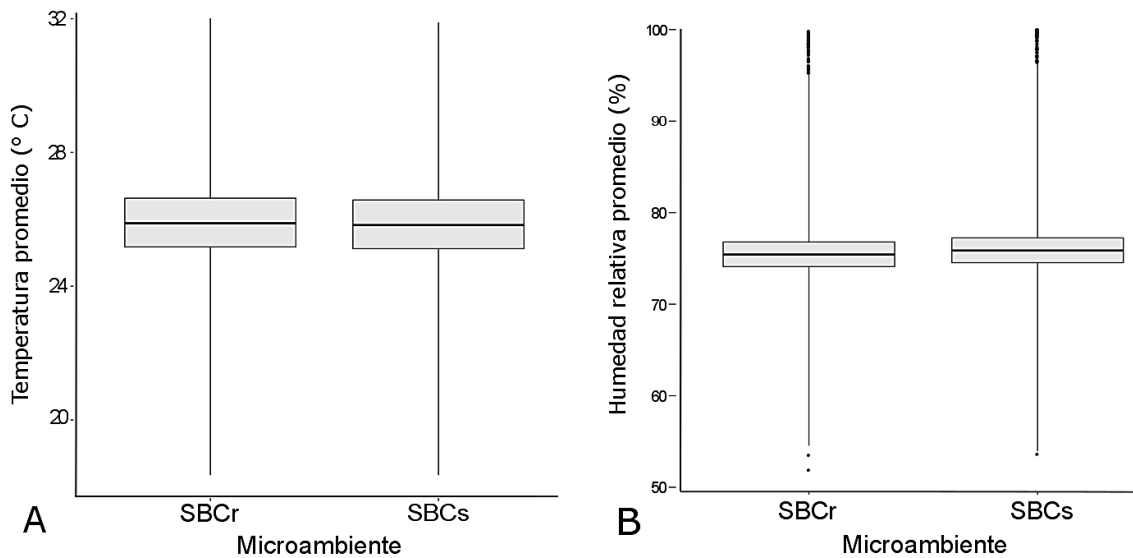 Temperatura promedio (° C)
32
28
24
20
SBCr
SBCs
A
Microambiente
Humedad relativa promedio (%)
100
90
80
70
60
50
SBCr
SBCs
B
Microambiente